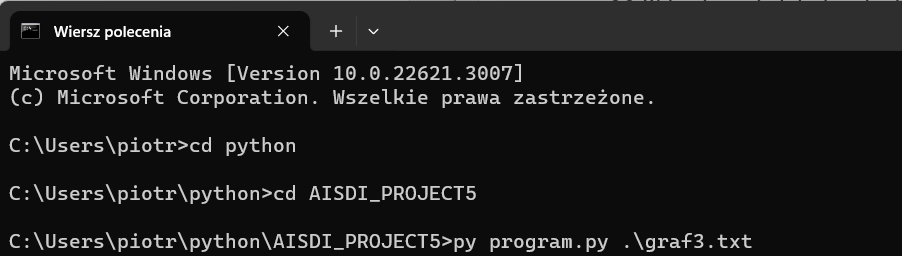 Wiersz polecenia
Microsoft Windows [Version 10.0.22621.3007]
(c) Microsoft Corporation. Wszelkie prawa zastrzeżone.
C:\Users\piotr>cd python
C:\Users\piotr\python>cd AISDI_PROJECT5
C:\Users\piotr\python\AISDI_PROJECT5>py program.py .\graf3.txt